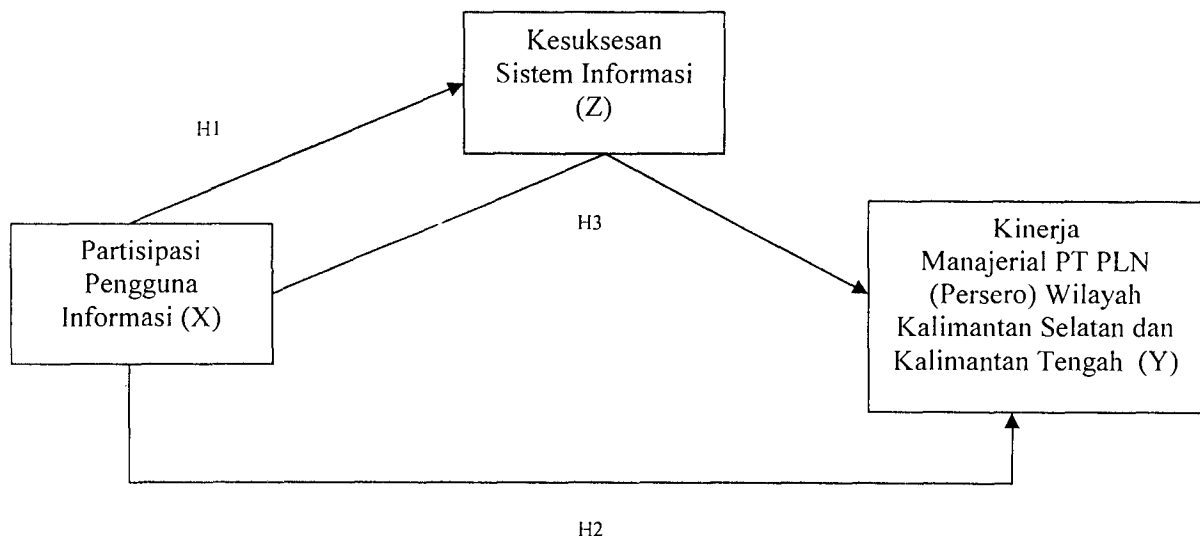 Kesuksesan
Sistem Informasi
(Z)
H1
H3
Partisipasi
Pengguna
Informasi (X)
Kinerja
Manajerial PT PLN
(Persero) Wilayah
Kalimantan Selatan dan
Kalimantan Tengah (Y)
H2